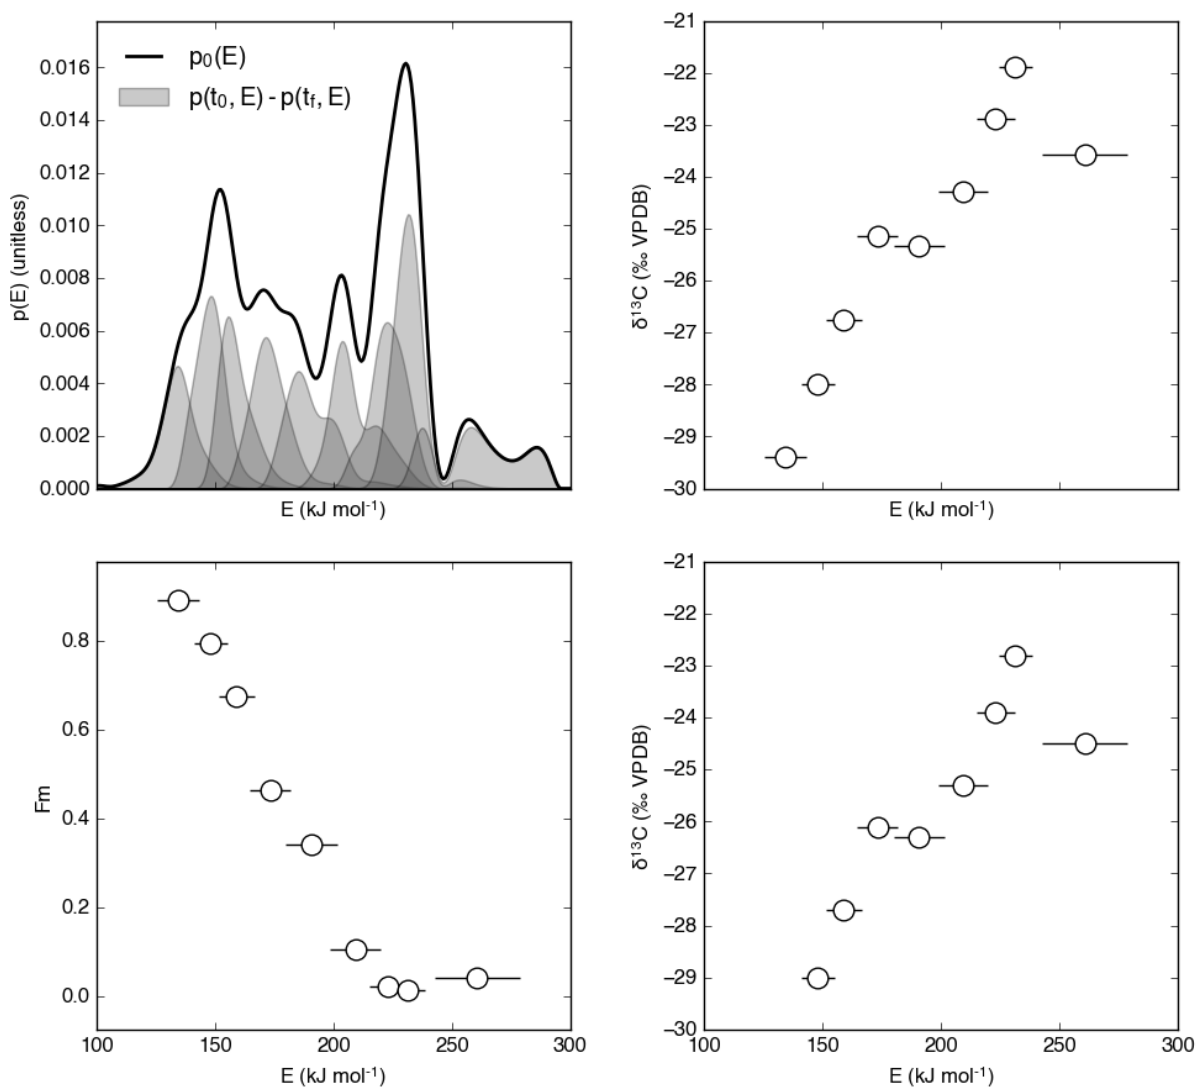 p₀(E)
p(t₀, E) - p(t_f, E)
0.016
0.014
0.012
0.010
0.008
0.006
0.004
0.002
0.000
p(E) (unitless)
E (kJ mol⁻¹)
−21
−22
−23
−24
−25
−26
−27
−28
−29
−30
δ¹³C (‰ VPDB)
E (kJ mol⁻¹)
0.8
0.6
0.4
0.2
0.0
Fm
100 150 200 250 300
E (kJ mol⁻¹)
−21
−22
−23
−24
−25
−26
−27
−28
−29
−30
δ¹³C (‰ VPDB)
100 150 200 250 300
E (kJ mol⁻¹)